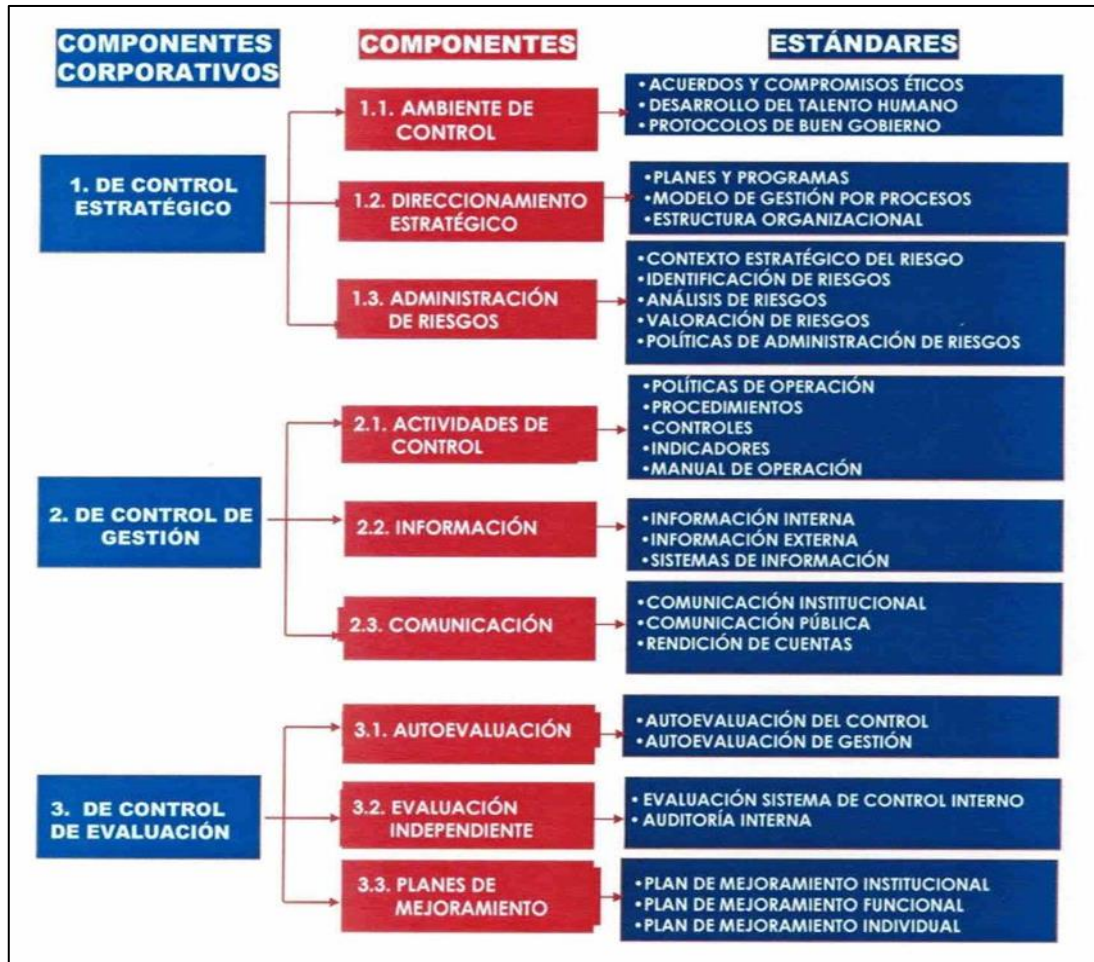 COMPONENTES
CORPORATIVOS
COMPONENTES
ESTÁNDARES
1. DE CONTROL
ESTRATÉGICO
1.1. AMBIENTE DE
CONTROL
•ACUERDOS Y COMPROMISOS ÉTICOS
•DESARROLLO DEL TALENTO HUMANO
•PROTOCOLOS DE BUEN GOBIERNO
1.2. DIRECCIONAMIENTO
ESTRATÉGICO
•PLANES Y PROGRAMAS
•MODELO DE GESTIÓN POR PROCESOS
•ESTRUCTURA ORGANIZACIONAL
1.3. ADMINISTRACIÓN
DE RIESGOS
•CONTEXTO ESTRATÉGICO DEL RIESGO
•IDENTIFICACIÓN DE RIESGOS
•ANÁLISIS DE RIESGOS
•VALORACIÓN DE RIESGOS
•POLÍTICAS DE ADMINISTRACIÓN DE RIESGOS
2. DE CONTROL DE
GESTIÓN
2.1. ACTIVIDADES DE
CONTROL
•POLÍTICAS DE OPERACIÓN
•PROCEDIMIENTOS
•CONTROLES
•INDICADORES
•MANUAL DE OPERACIÓN
2.2. INFORMACIÓN
•INFORMACIÓN INTERNA
•INFORMACIÓN EXTERNA
•SISTEMAS DE INFORMACIÓN
2.3. COMUNICACIÓN
•COMUNICACIÓN INSTITUCIONAL
•COMUNICACIÓN PÚBLICA
•RENDICIÓN DE CUENTAS
3. DE CONTROL
DE EVALUACIÓN
3.1. AUTOEVALUACIÓN
•AUTOEVALUACIÓN DEL CONTROL
•AUTOEVALUACIÓN DE GESTIÓN
3.2. EVALUACIÓN
INDEPENDIENTE
• EVALUACIÓN SISTEMA DE CONTROL INTERNO
• AUDITORÍA INTERNA
3.3. PLANES DE
MEJORAMIENTO
•PLAN DE MEJORAMIENTO INSTITUCIONAL
•PLAN DE MEJORAMIENTO FUNCIONAL
•PLAN DE MEJORAMIENTO INDIVIDUAL